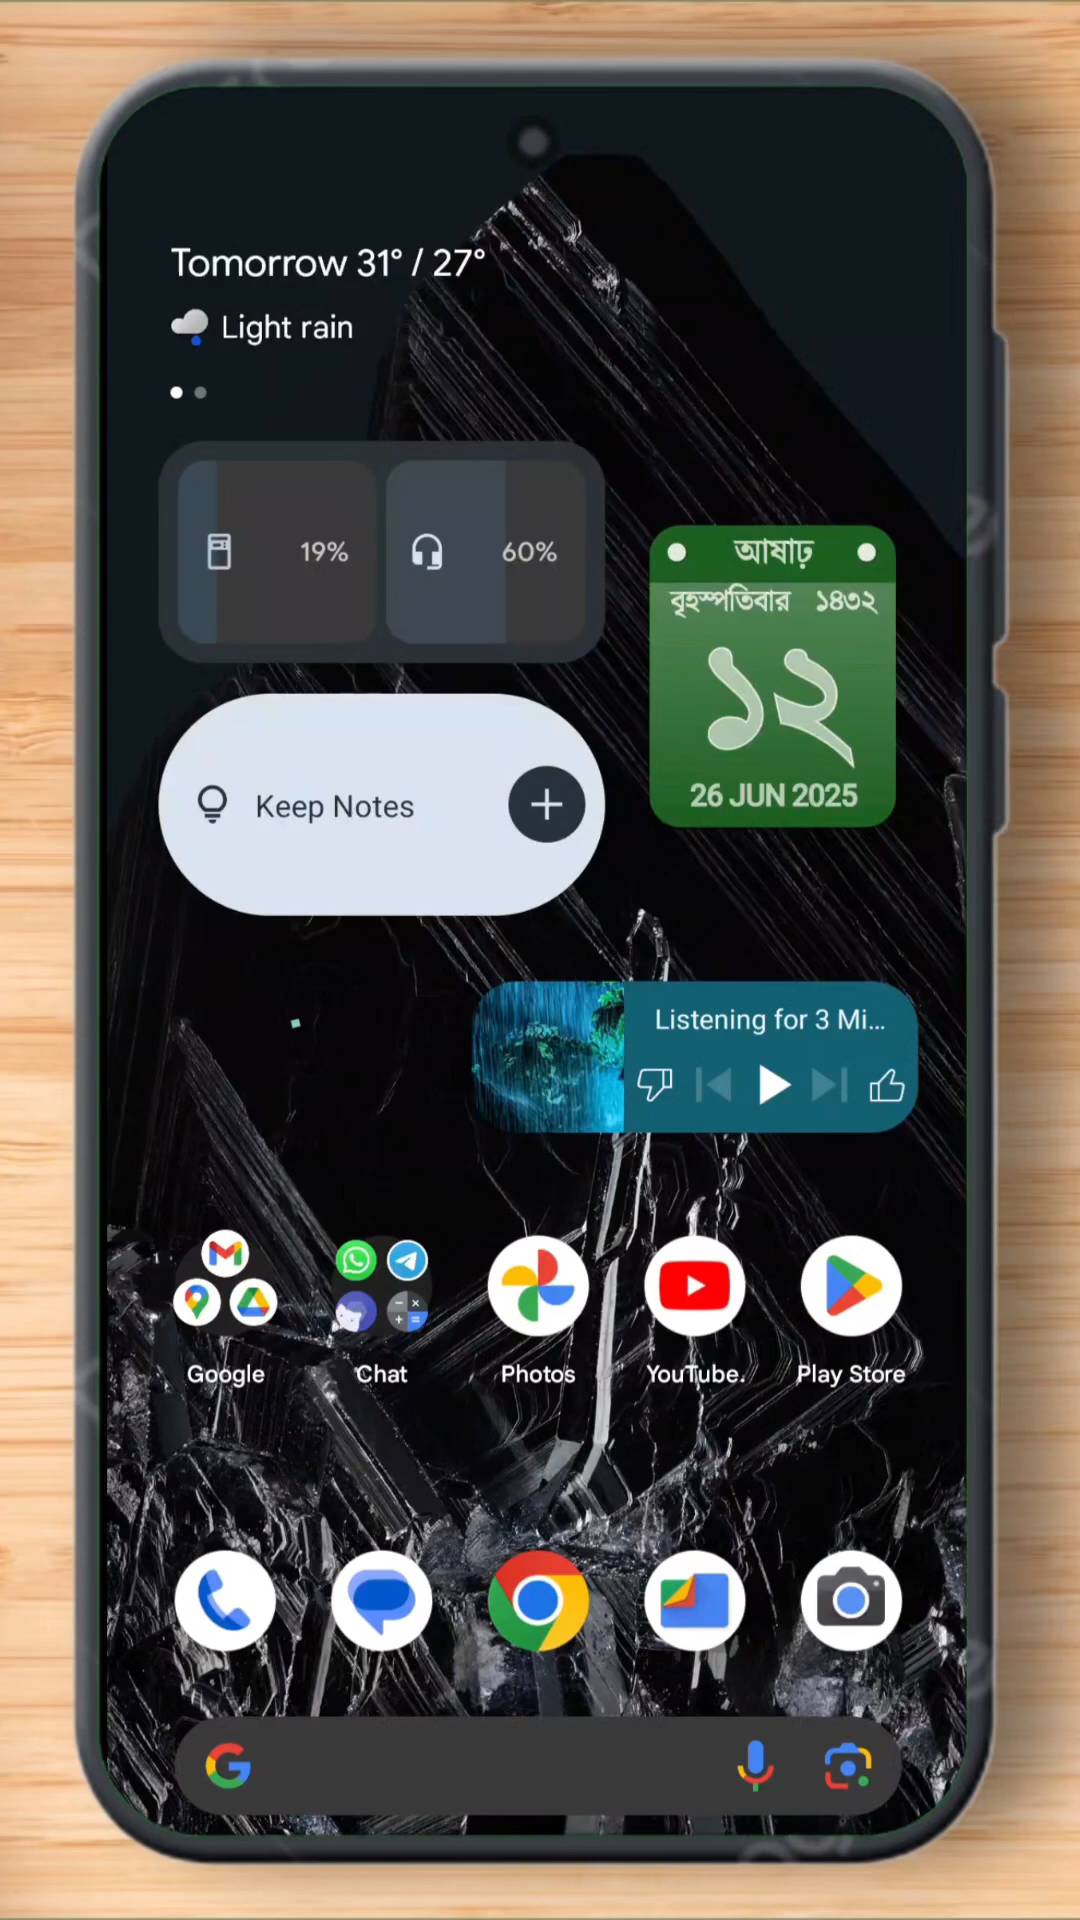 Tomorrow 31° / 27°
Light rain
19%
60%
আষাঢ়
বৃহস্পতিবার ১৪৩২
১২
26 JUN 2025
Keep Notes
Listening for 3 Mi...
Google
Chat
Photos
YouTube.
Play Store